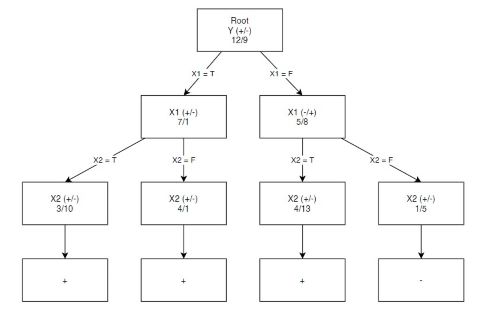 Root
Y (+/-)
12/9
X1 = T
X1 = F
X1 (+/-)
7/1
X1 (-/+)
5/8
X2 = T
X2 = F
X2 = T
X2 = F
X2 (+/-)
3/10
X2 (+/-)
4/1
X2 (+/-)
4/13
X2 (+/-)
1/5
+
+
+
-